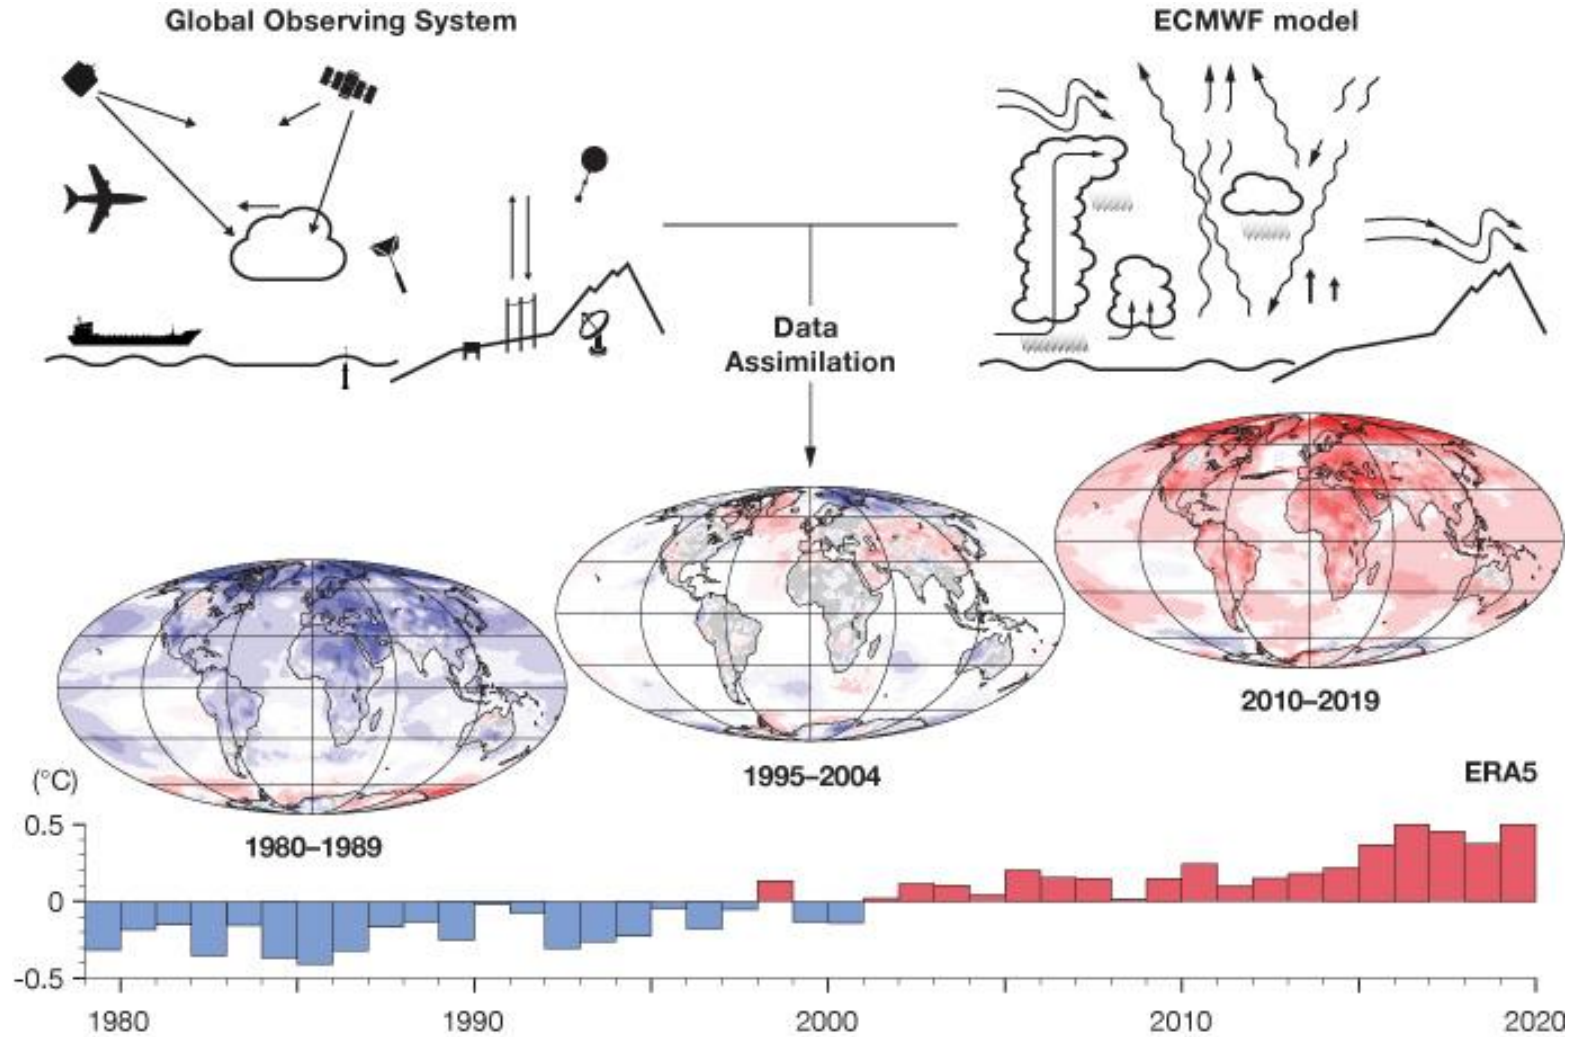 Global Observing System
ECMWF model
Data
Assimilation
2010–2019
1995–2004
1980–1989
ERA5
(°C)
0.5
0
-0.5
1980
1990
2000
2010
2020